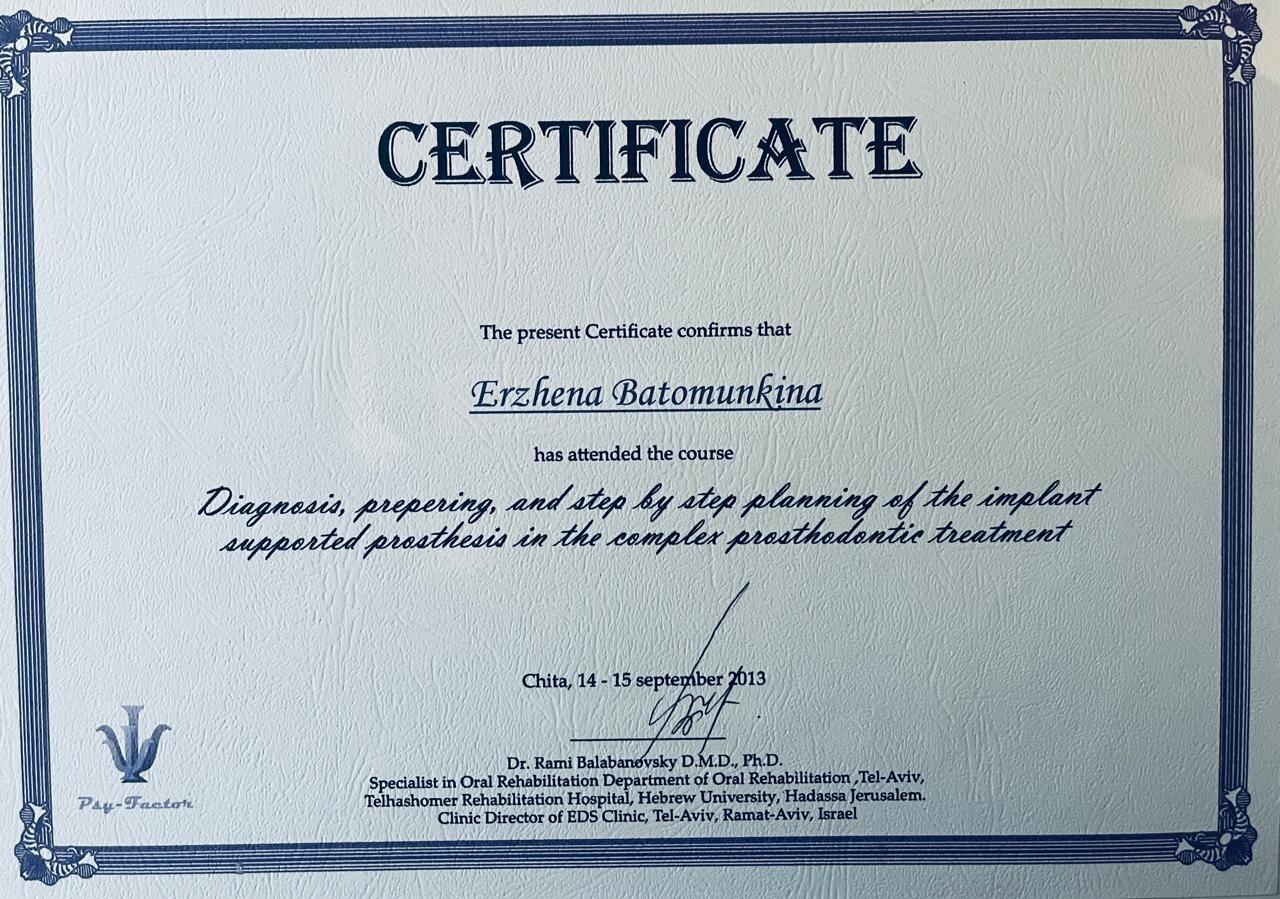 CERTIFICATE
The present Certificate confirms that
Erzhena Batomunkina
has attended the course
Diagnosis, prepering, and step by step planning of the implant
supported prosthesis in the complex prosthodontic treatment
Chita, 14 - 15 september 2013
Dr. Rami Balabanovsky D.M.D., Ph.D.
Specialist in Oral Rehabilitation Department of Oral Rehabilitation ,Tel-Aviv,
Telhashomer Rehabilitation Hospital, Hebrew University, Hadassa Jerusalem.
Clinic Director of EDS Clinic, Tel-Aviv, Ramat-Aviv, Israel
Psy-Factor